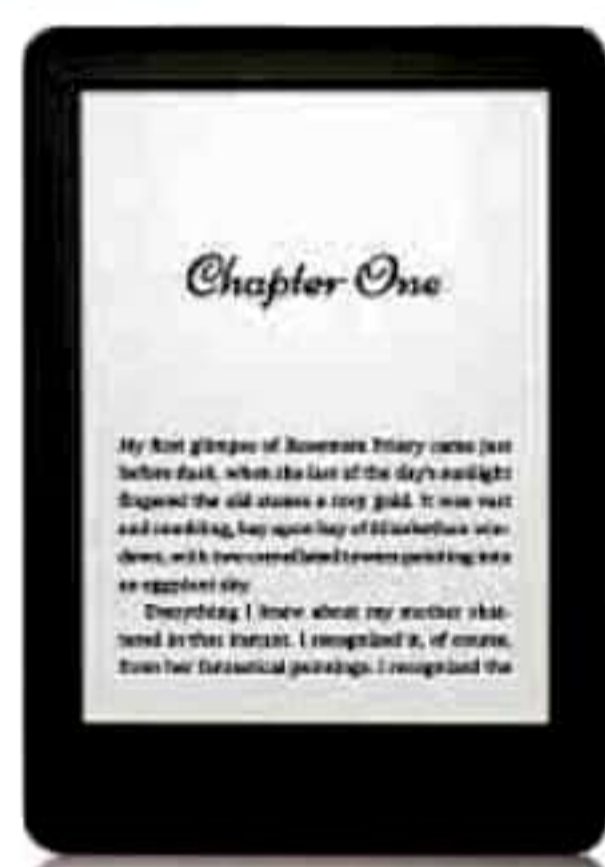 Chapter One
My first glimpse of Rosemore Priory came just
before dusk, when the last of the day's sunlight
fingered the old stones a rosy gold. It was vast
and rambling, bay upon bay of Elizabethan win-
dows, with two crenellated towers pointing into
an eggplant sky.
Everything I knew about my mother shat-
tered in that instant. I recognized it, of course,
from her fantastical paintings. I recognized the